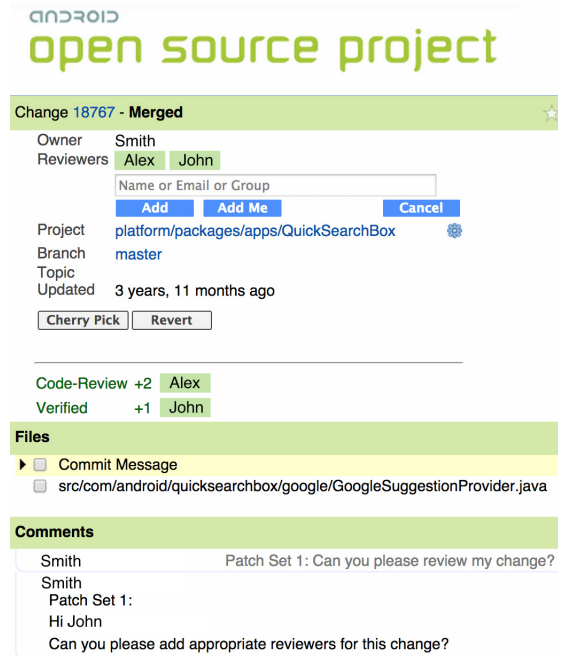 android
open source project
Change 18767 - Merged
Owner Smith
Reviewers Alex John
Name or Email or Group
Add Add Me Cancel
Project platform/packages/apps/QuickSearchBox
Branch master
Topic
Updated 3 years, 11 months ago
Cherry Pick Revert
Code-Review +2 Alex
Verified +1 John
Files
Commit Message
src/com/android/quicksearchbox/google/GoogleSuggestionProvider.java
Comments
Smith Patch Set 1: Can you please review my change?
Smith
Patch Set 1:
Hi John
Can you please add appropriate reviewers for this change?